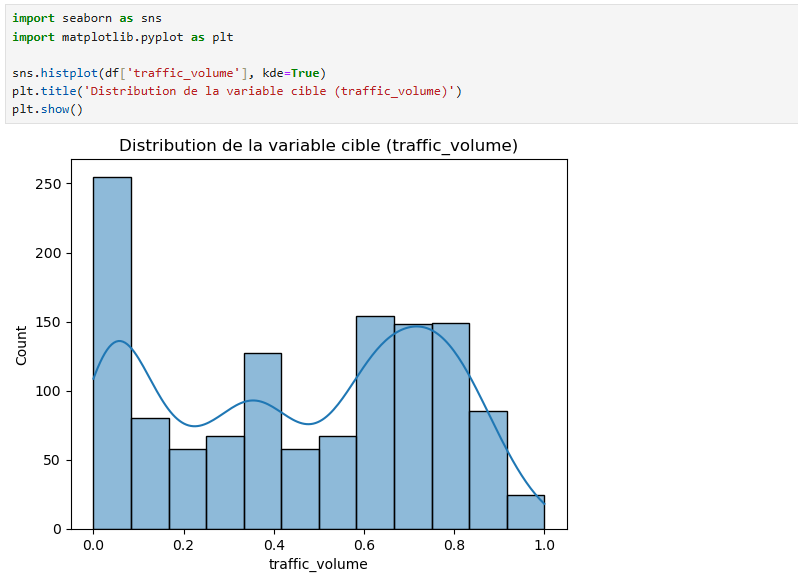 import seaborn as sns
import matplotlib.pyplot as plt
sns.histplot(df['traffic_volume'], kde=True)
plt.title('Distribution de la variable cible (traffic_volume)')
plt.show()
Distribution de la variable cible (traffic_volume)
250
200
150
100
50
0
Count
0.0 0.2 0.4 0.6 0.8 1.0
traffic_volume